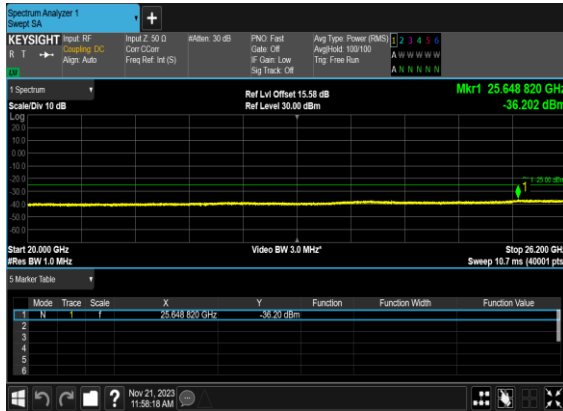 Spectrum Analyzer 1
Swept SA
KEYSIGHT Input: RF Input Z: 50 Ω #Atten: 30 dB PNO: Fast Avg Type: Power (RMS) 1 2 3 4 5 6
R T Coupling: DC Corr CCorr Gate: Off Avg|Hold: 100/100 A W W W W W
Align: Auto Freq Ref: Int (S) IF Gain: Low Trig: Free Run
Sig Track: Off A N N N N N
1 Spectrum Ref Lvl Offset 15.58 dB Mkr1 25.648 820 GHz
Scale/Div 10 dB Ref Level 30.00 dBm -36.202 dBm
Log
20.0
10.0
0.00
-10.0
-20.0
-25.00 dBm
-30.0 1
-40.0
-50.0
-60.0
Start 20.000 GHz Video BW 3.0 MHz* Stop 26.200 GHz
#Res BW 1.0 MHz Sweep 10.7 ms (40001 pts
5 Marker Table
Mode Trace Scale X Y Function Function Width Function Value
1 N 1 f 25.648 820 GHz -36.20 dBm
2
3
4
5
6
? Nov 21, 2023
11:58:18 AM